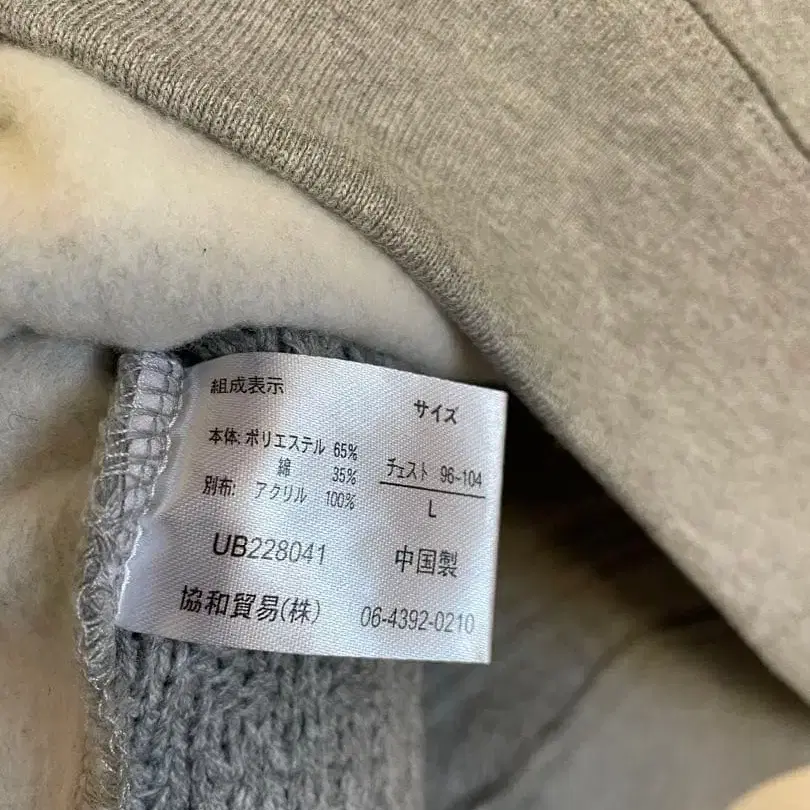 組成表示
サイズ
本体: ポリエステル 65%
綿 35%
別布: アクリル 100%
チェスト 96-104
L
UB228041
中国製
協和貿易(株) 06-4392-0210